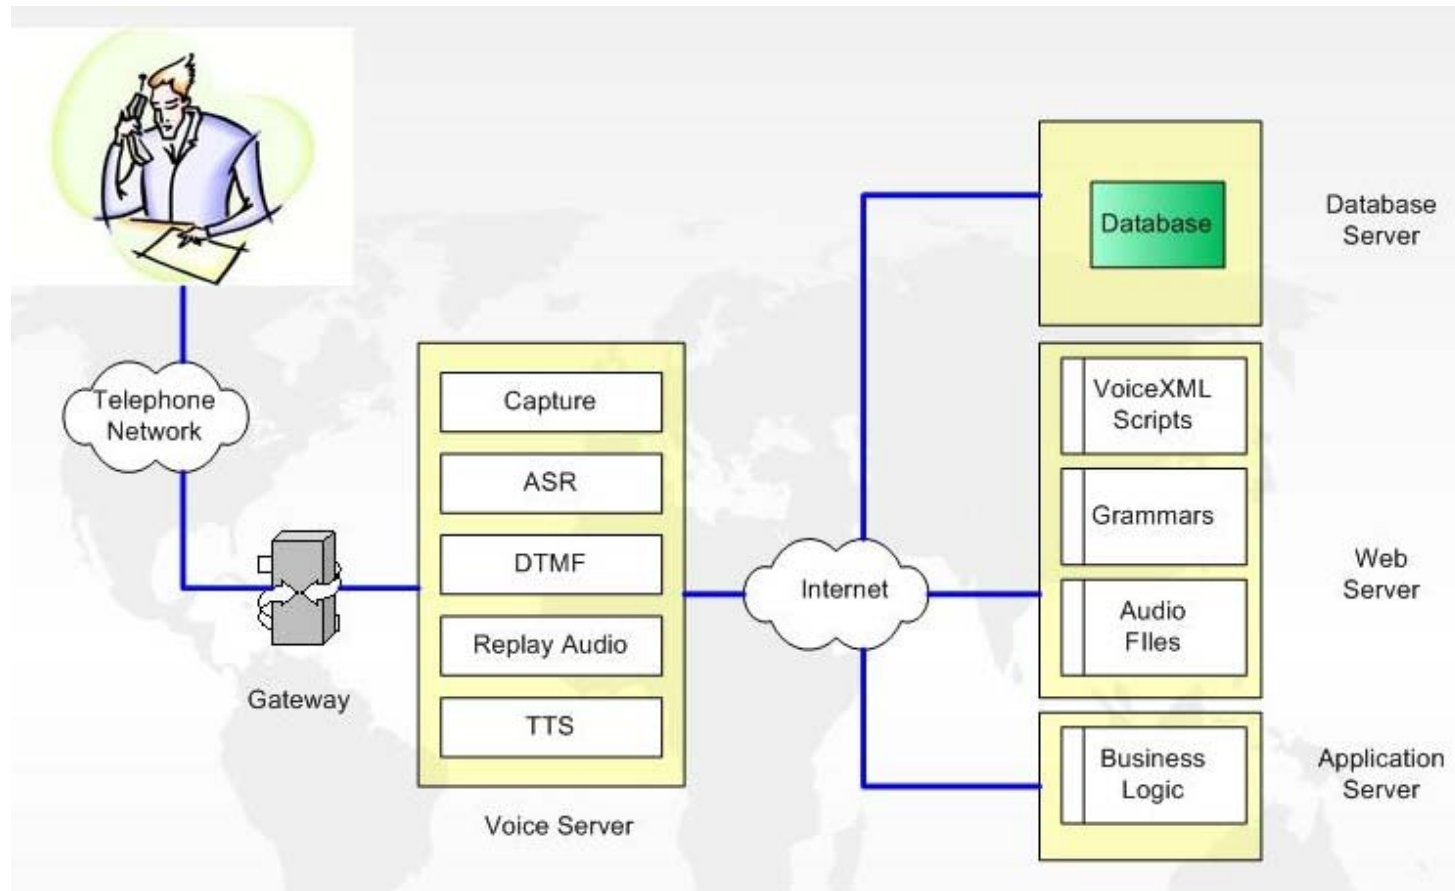 Telephone
Network
Gateway
Capture
ASR
DTMF
Replay Audio
TTS
Voice Server
Internet
Database
Database
Server
VoiceXML
Scripts
Grammars
Audio
FIles
Web
Server
Business
Logic
Application
Server